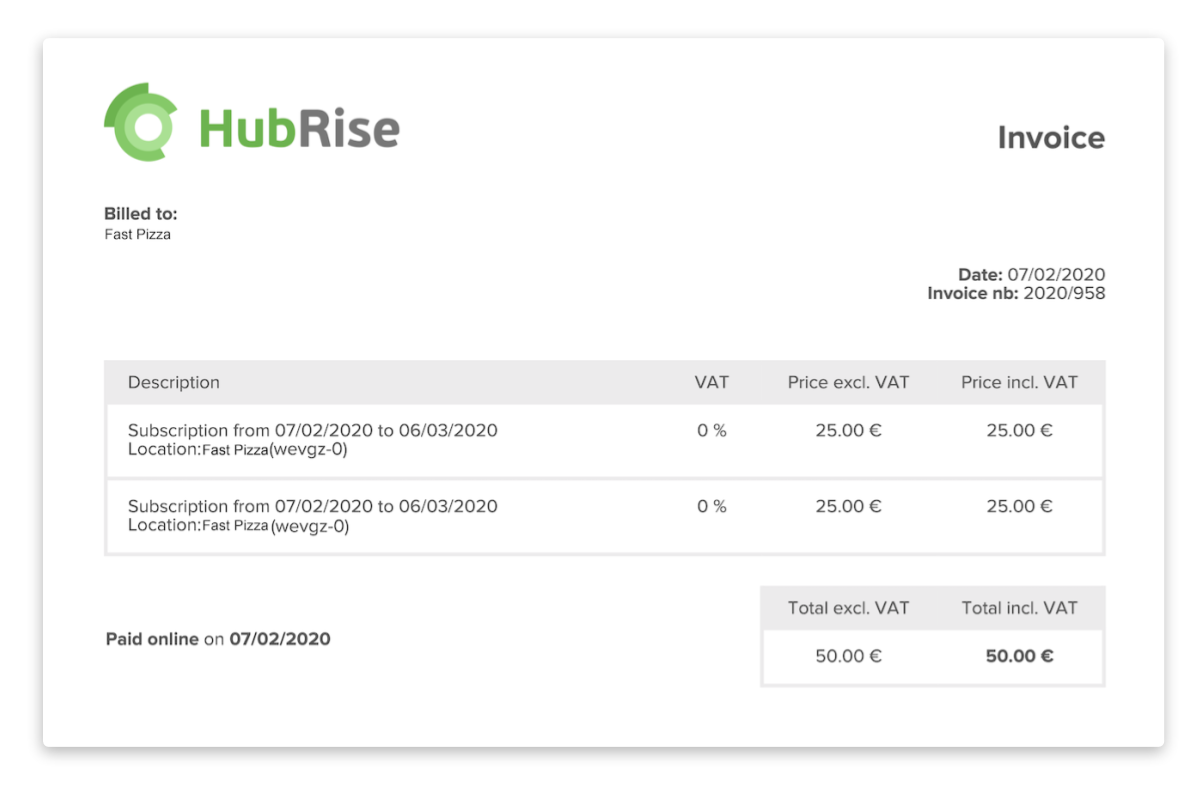 HubRise
Invoice
Billed to:
Fast Pizza
Date: 07/02/2020
Invoice nb: 2020/958
Description VAT Price excl. VAT Price incl. VAT
Subscription from 07/02/2020 to 06/03/2020 0 % 25.00 € 25.00 €
Location:Fast Pizza(wevgz-0)
Subscription from 07/02/2020 to 06/03/2020 0 % 25.00 € 25.00 €
Location:Fast Pizza (wevgz-0)
Total excl. VAT Total incl. VAT
Paid online on 07/02/2020
50.00 € 50.00 €